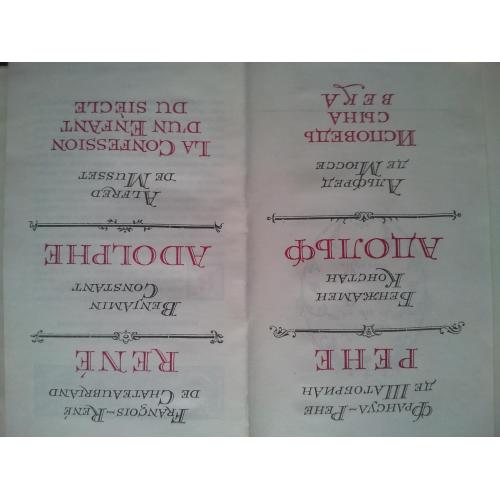 ФРАНСУА-РЕНЕ
ДЕ ШАТОБРИАН
РЕНЕ
БЕНЖАМЕН
КОНСТАН
АДОЛЬФ
АЛЬФРЕД
ДЕ МЮССЕ
ИСПОВЕДЬ
СЫНА
ВЕКА
FRANÇOIS-RENÉ
DE CHATEAUBRIAND
RENÉ
BENJAMIN
CONSTANT
ADOLPHE
ALFRED
DE MUSSET
LA CONFESSION
D'UN ENFANT
DU SIÈCLE